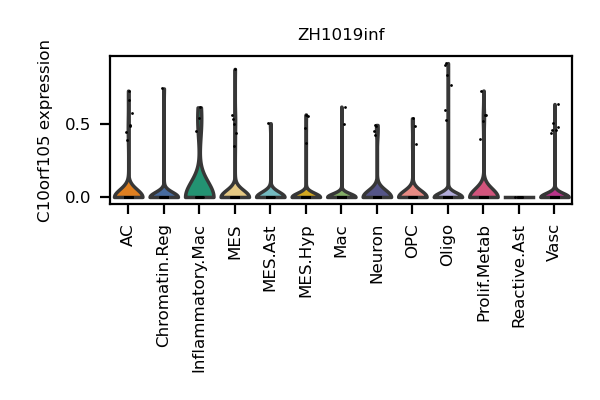 ZH1019inf
C10orf105 expression
0.5
0.0
AC
Chromatin.Reg
Inflammatory.Mac
MES
MES.Ast
MES.Hyp
Mac
Neuron
OPC
Oligo
Prolif.Metab
Reactive.Ast
Vasc